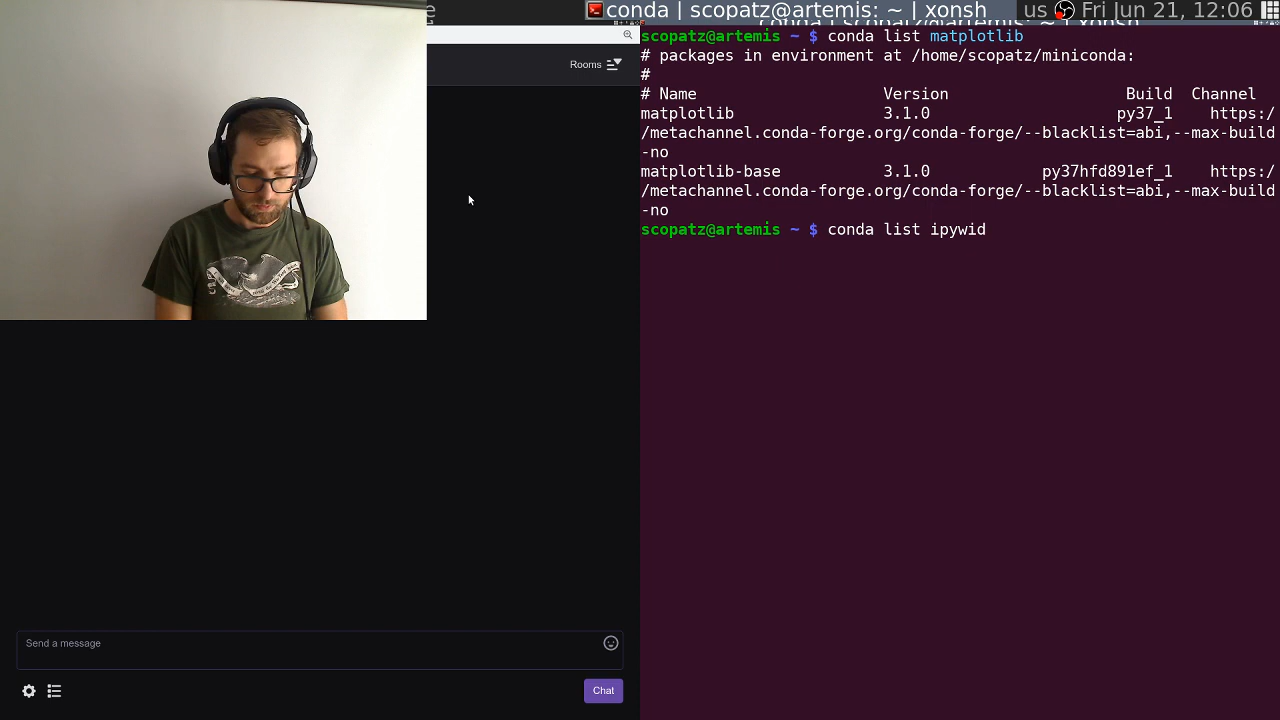 conda | scopatz@artemis: ~ | xonsh
us
Fri Jun 21, 12:06
Rooms
scopatz@artemis ~ $ conda list matplotlib
# packages in environment at /home/scopatz/miniconda:
#
# Name Version Build Channel
matplotlib 3.1.0 py37_1 https:/
/metachannel.conda-forge.org/conda-forge/--blacklist=abi,--max-build
-no
matplotlib-base 3.1.0 py37hfd891ef_1 https:/
/metachannel.conda-forge.org/conda-forge/--blacklist=abi,--max-build
-no
scopatz@artemis ~ $ conda list ipywid
Send a message
Chat